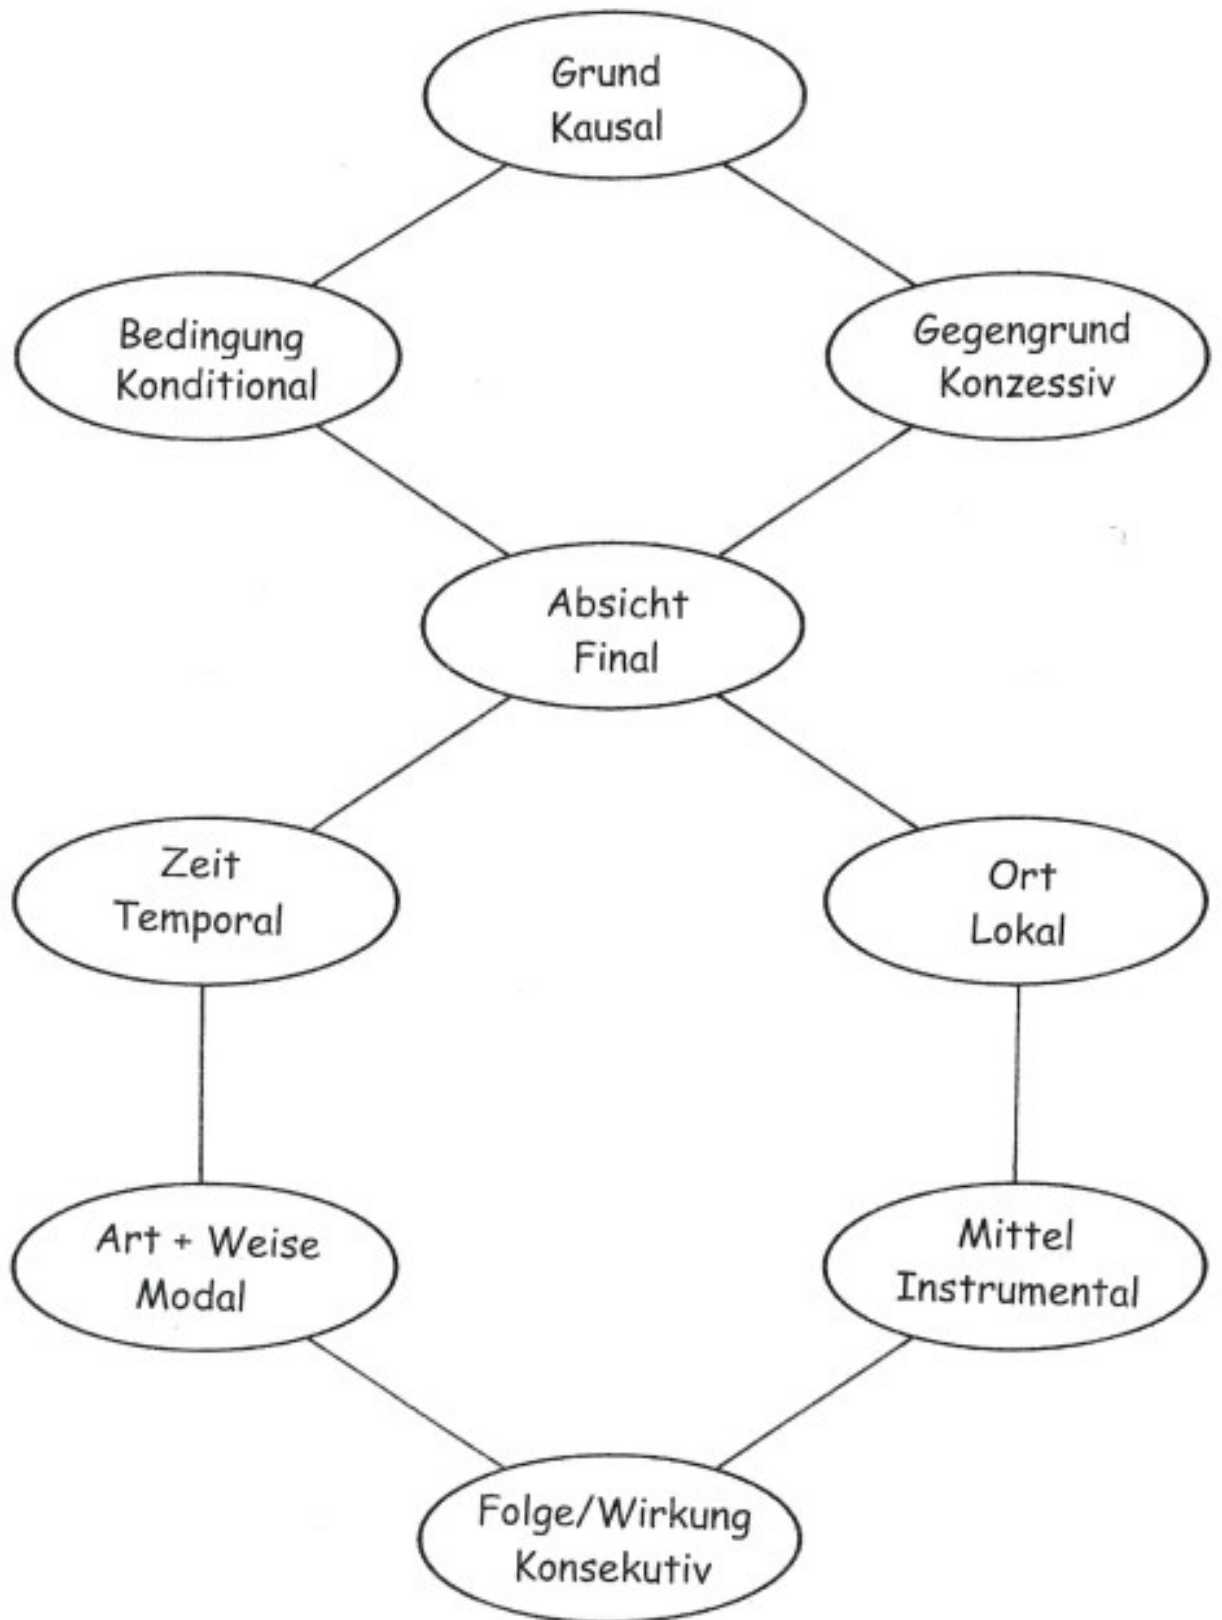 Grund
Kausal
Bedingung
Konditional
Gegengrund
Konzessiv
Absicht
Final
Zeit
Temporal
Ort
Lokal
Art + Weise
Modal
Mittel
Instrumental
Folge/Wirkung
Konsekutiv